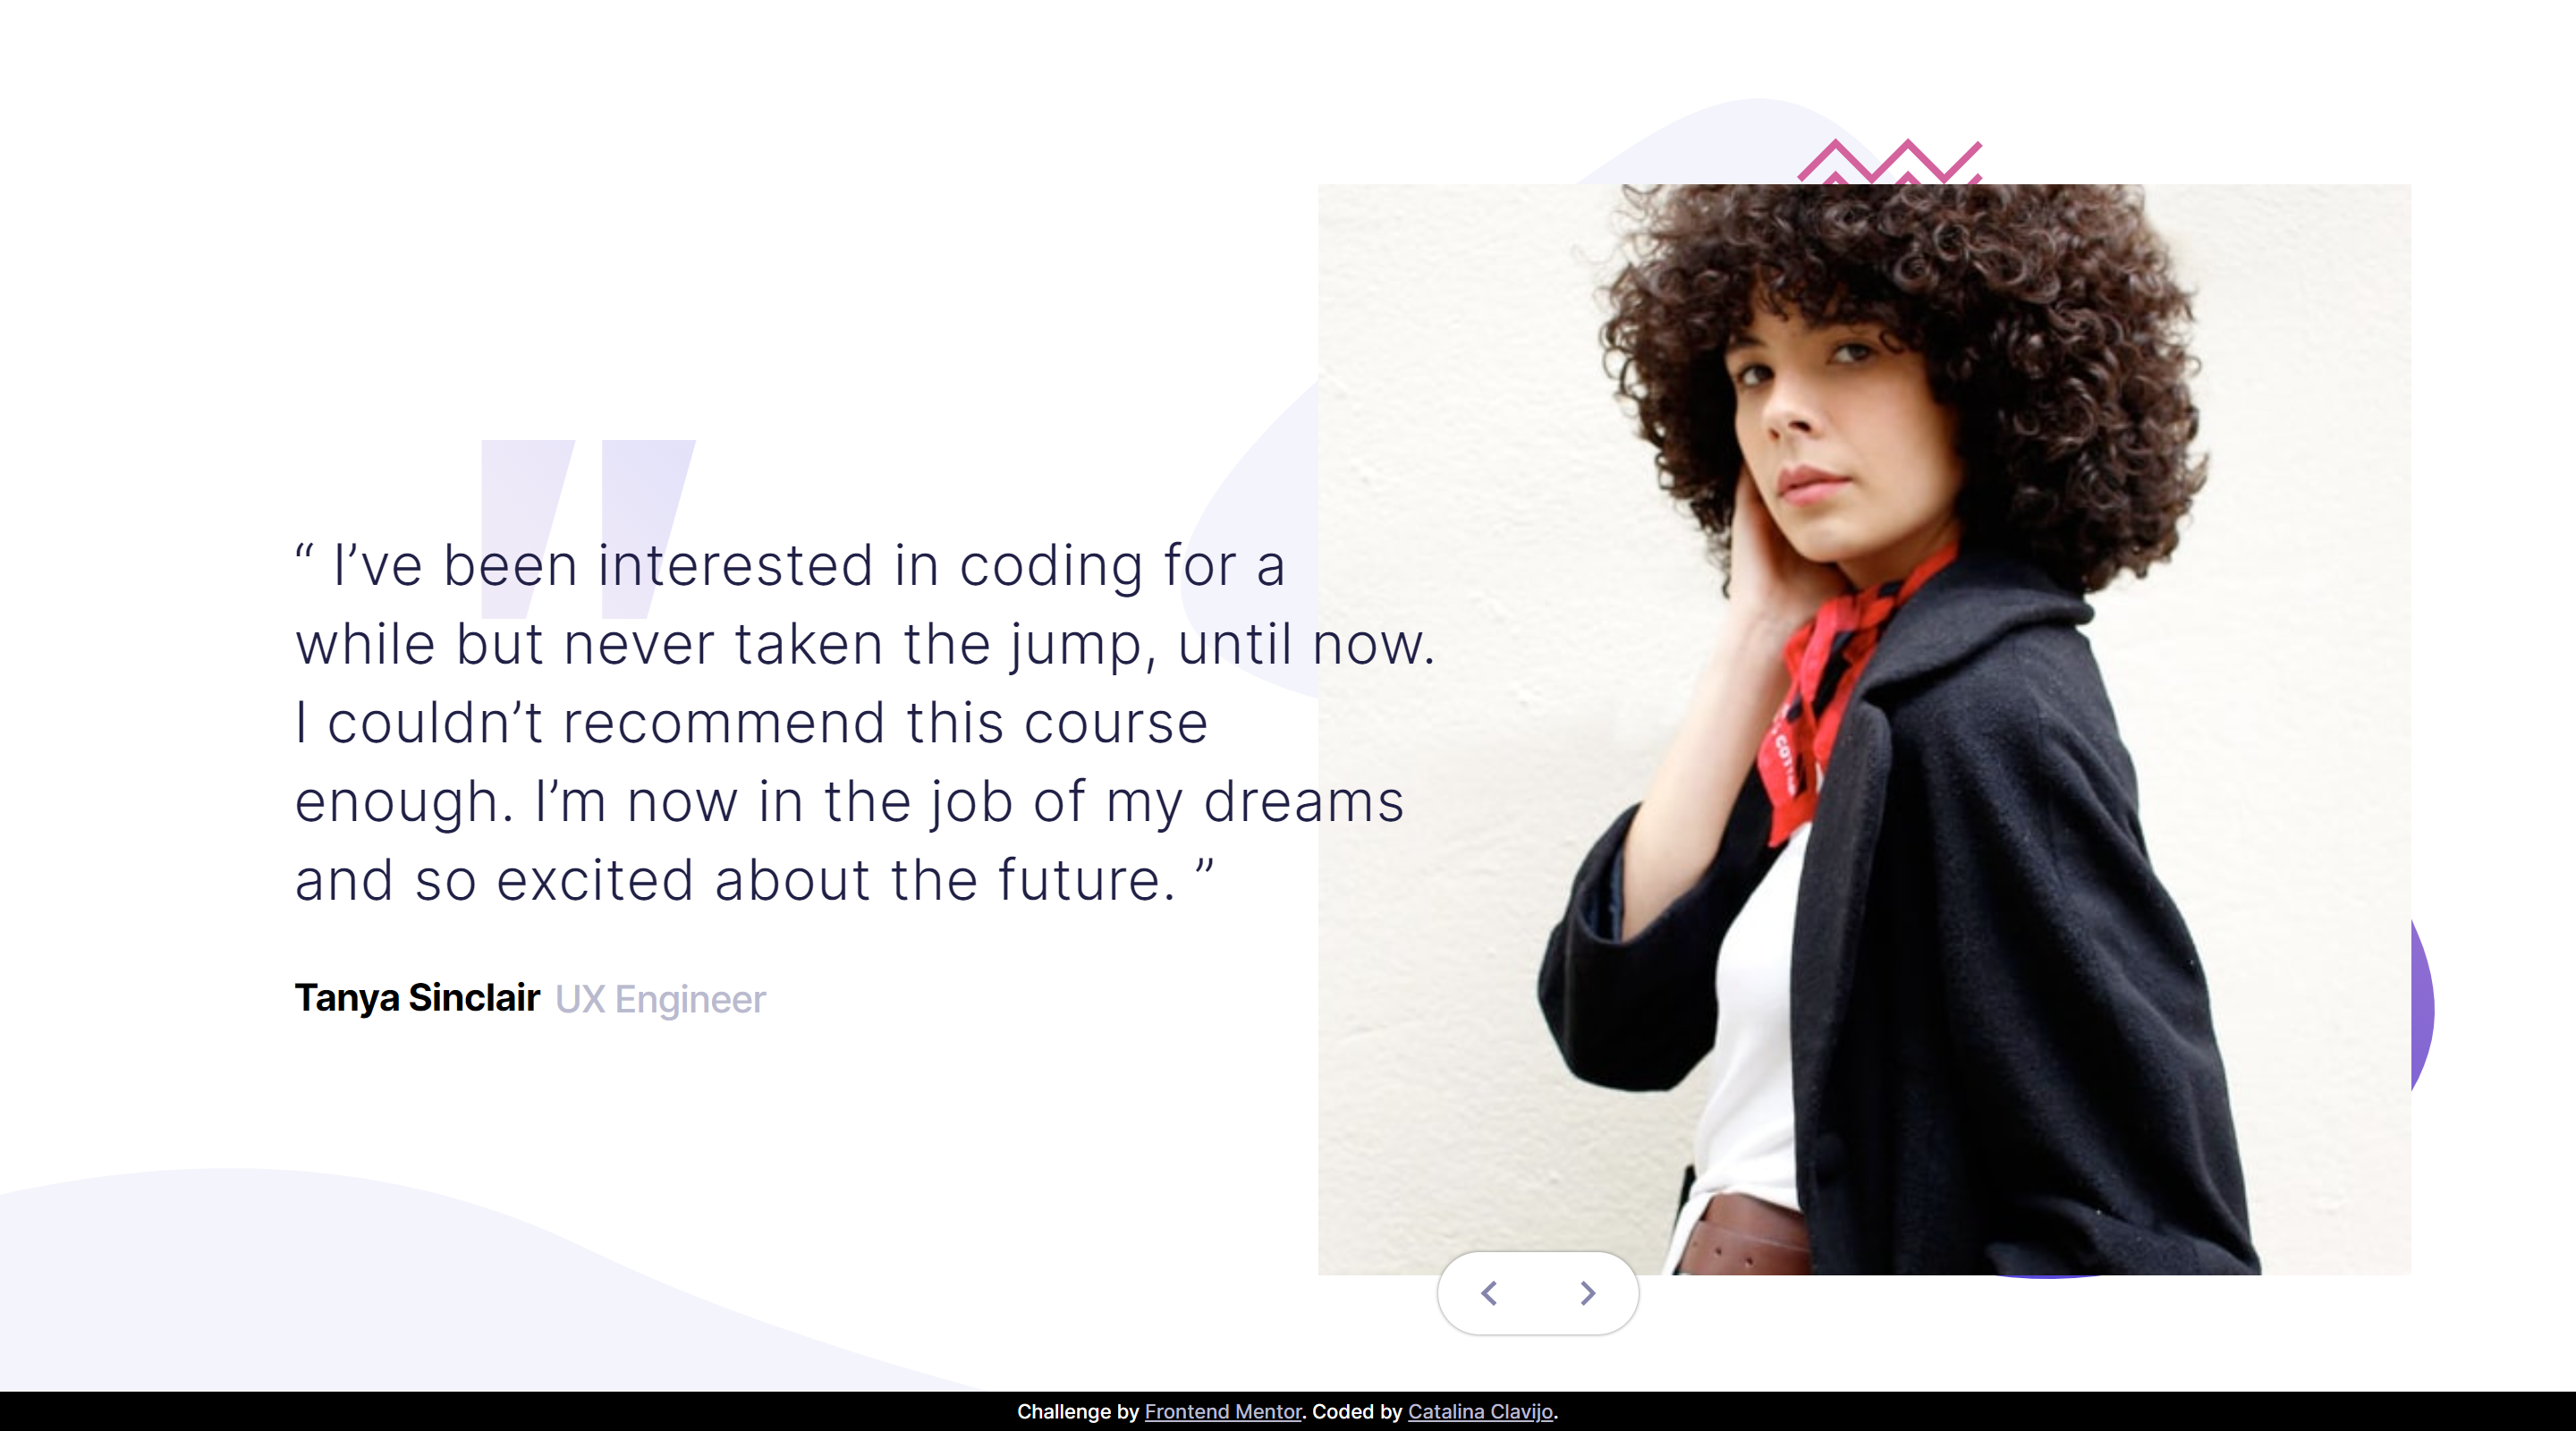 “ I’ve been interested in coding for a
while but never taken the jump, until now.
I couldn’t recommend this course
enough. I’m now in the job of my dreams
and so excited about the future. ”
Tanya Sinclair UX Engineer
Challenge by Frontend Mentor. Coded by Catalina Clavijo.